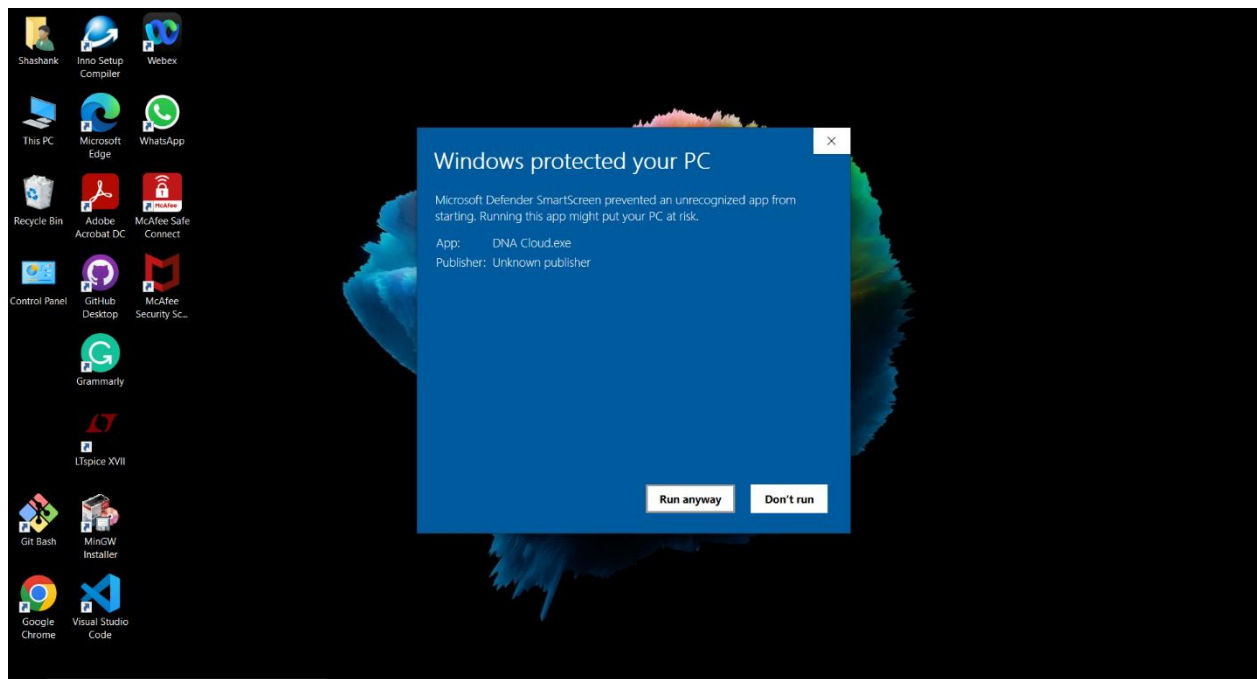 Shashank
Inno Setup
Compiler
Webex
This PC
Microsoft
Edge
WhatsApp
Recycle Bin
Adobe
Acrobat DC
McAfee
McAfee Safe
Connect
Control Panel
GitHub
Desktop
McAfee
Security Sc...
Grammarly
LTspice XVII
Git Bash
MinGW
Installer
Google
Chrome
Visual Studio
Code
Windows protected your PC
Microsoft Defender SmartScreen prevented an unrecognized app from
starting. Running this app might put your PC at risk.
App: DNA Cloud.exe
Publisher: Unknown publisher
Run anyway Don't run